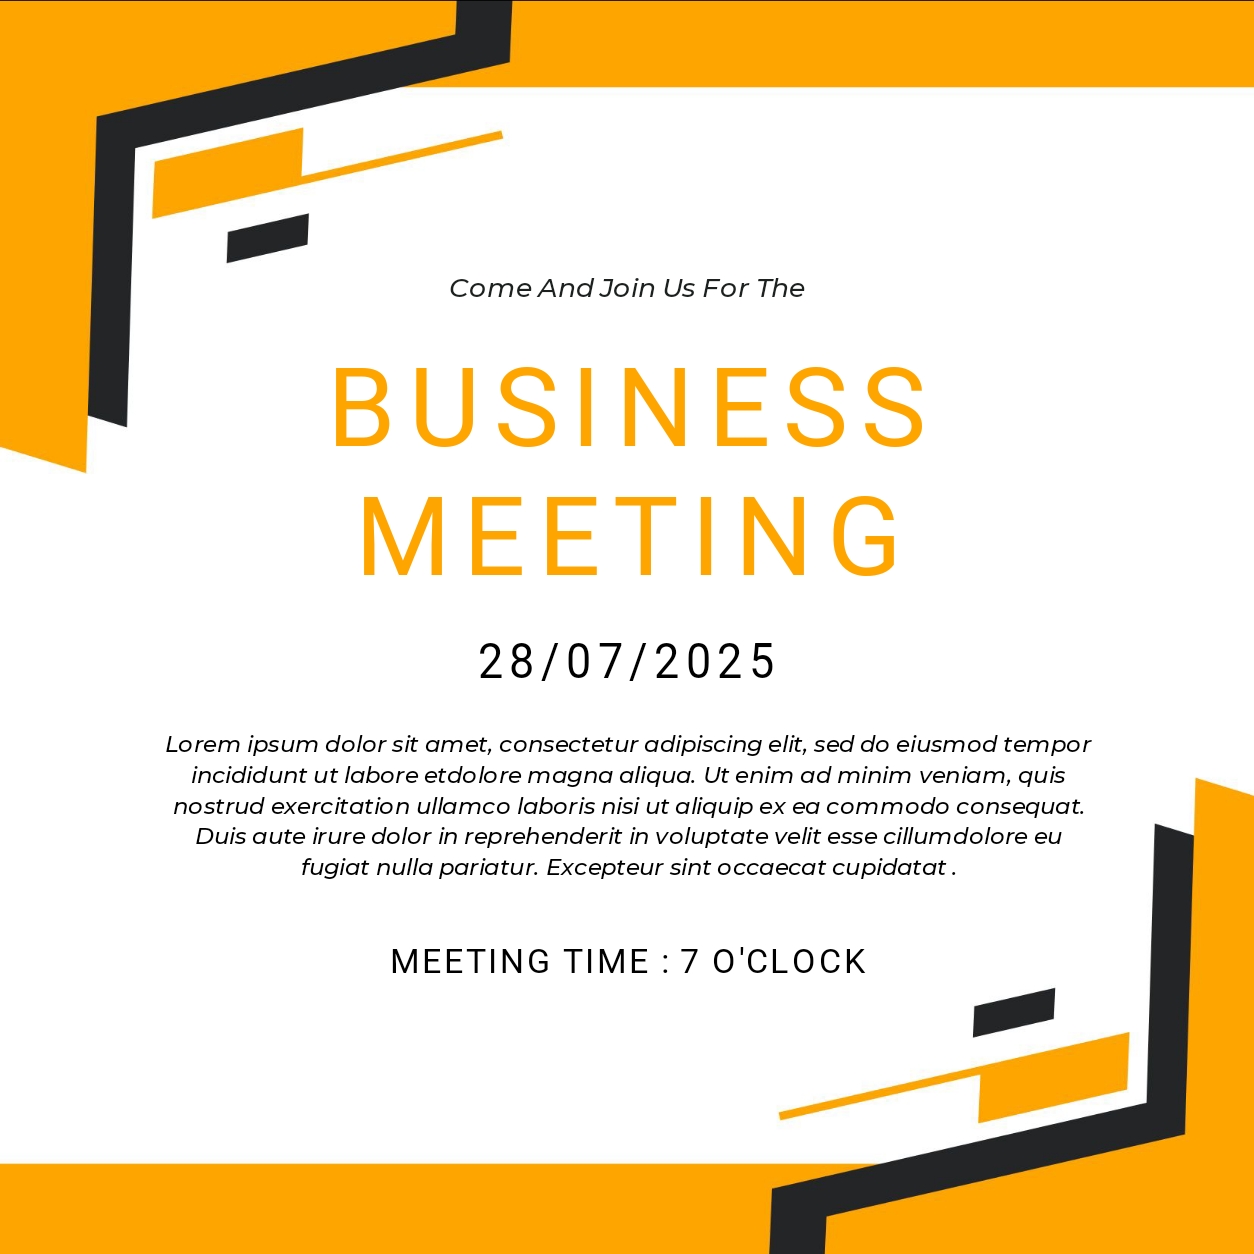 Come And Join Us For The
BUSINESS
MEETING
28/07/2025
Lorem ipsum dolor sit amet, consectetur adipiscing elit, sed do eiusmod tempor
incididunt ut labore etdolore magna aliqua. Ut enim ad minim veniam, quis
nostrud exercitation ullamco laboris nisi ut aliquip ex ea commodo consequat.
Duis aute irure dolor in reprehenderit in voluptate velit esse cillumdolore eu
fugiat nulla pariatur. Excepteur sint occaecat cupidatat .
MEETING TIME : 7 O'CLOCK